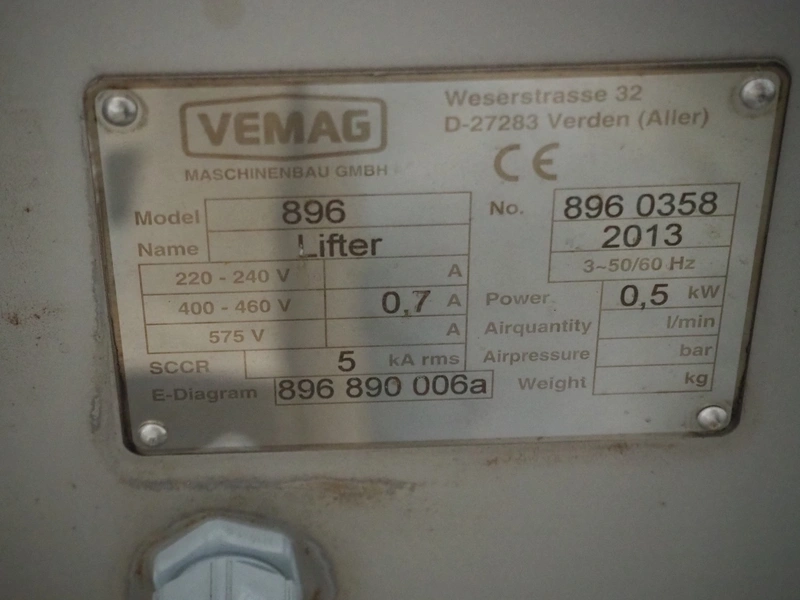 VEMAG
MASCHINENBAU GMBH
Weserstrasse 32
D-27283 Verden (Aller)
CE
Model 896
Name Lifter
220 - 240 V A
400 - 460 V 0,7 A
575 V A
SCCR 5 kA rms
E-Diagram 896 890 006a
No. 896 0358
2013
3~50/60 Hz
Power 0,5 kW
Airquantity l/min
Airpressure bar
Weight kg